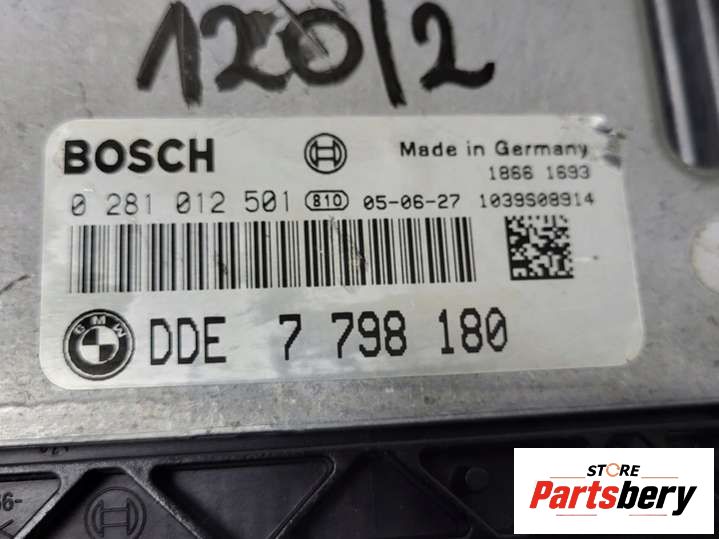 120/2
BOSCH
Made in Germany
1866 1693
0 281 012 501 810 05-06-27 1039S08914
BMW DDE 7 798 180
STORE
Partsbery